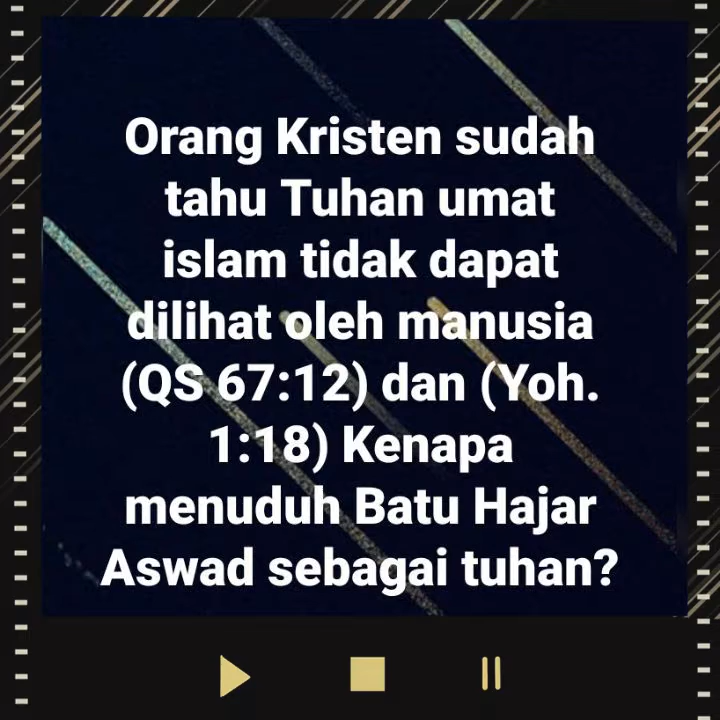 Orang Kristen sudah
tahu Tuhan umat
islam tidak dapat
dilihat oleh manusia
(QS 67:12) dan (Yoh.
1:18) Kenapa
menuduh Batu Hajar
Aswad sebagai tuhan?